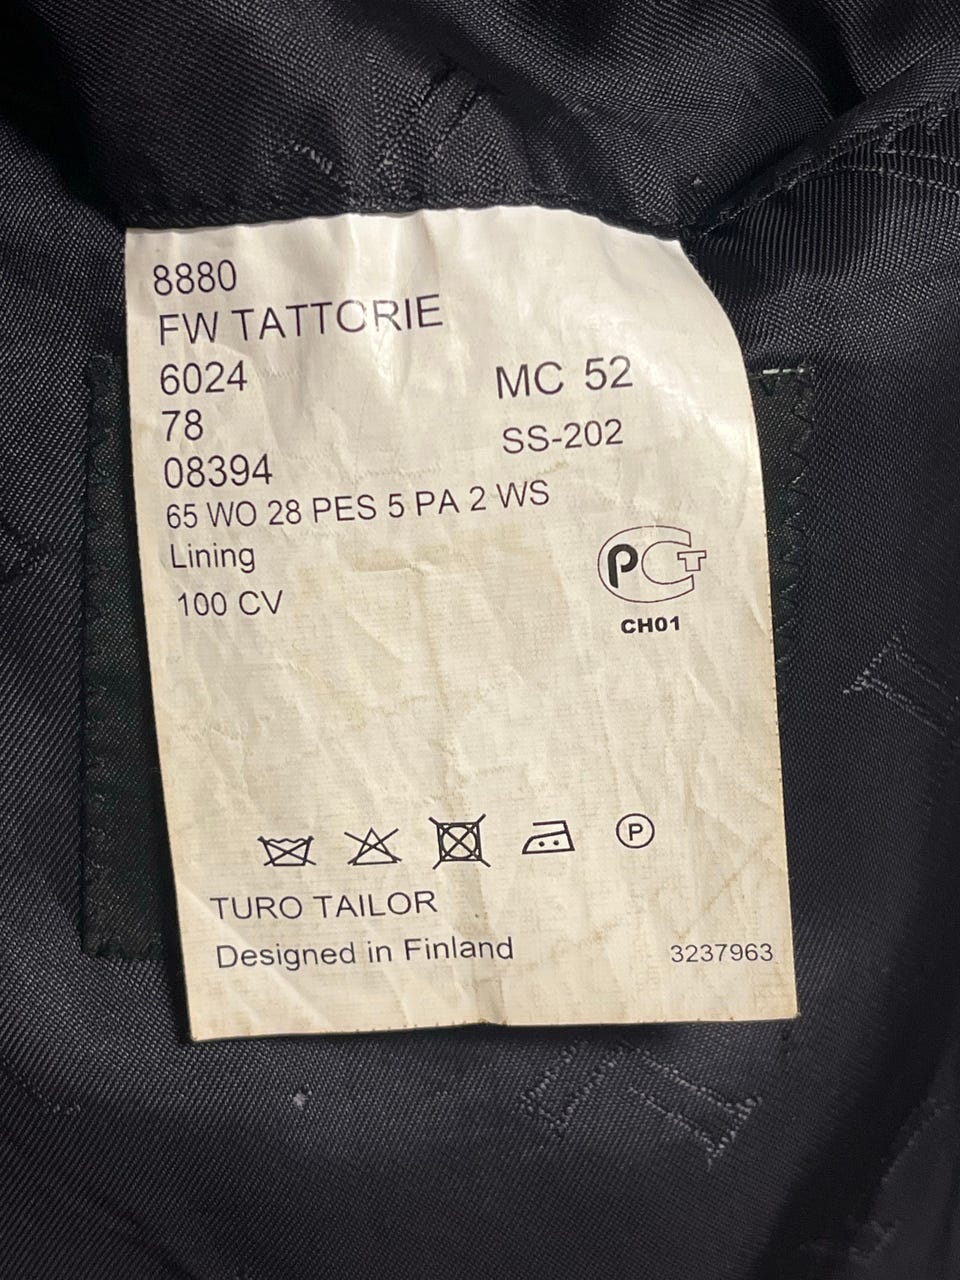 8880
FW TATTORIE
6024
MC 52
78
SS-202
08394
65 WO 28 PES 5 PA 2 WS
Lining
100 CV
РСТ
CH01
P
TURO TAILOR
Designed in Finland
3237963